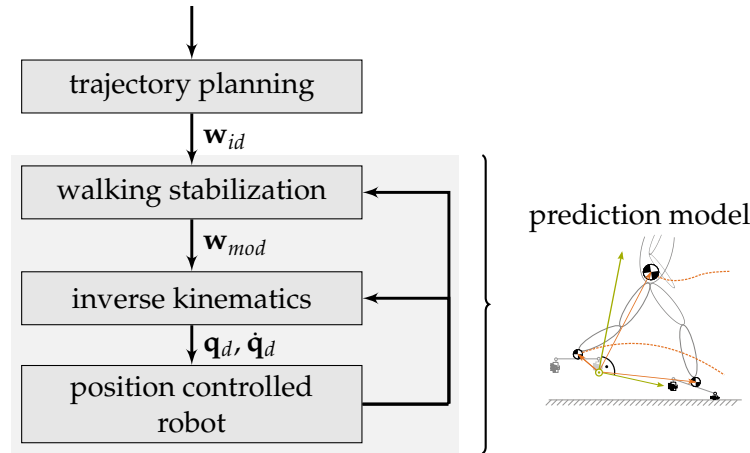 trajectory planning
w_id
walking stabilization
w_mod
inverse kinematics
q_d, q̇_d
position controlled
robot
prediction model